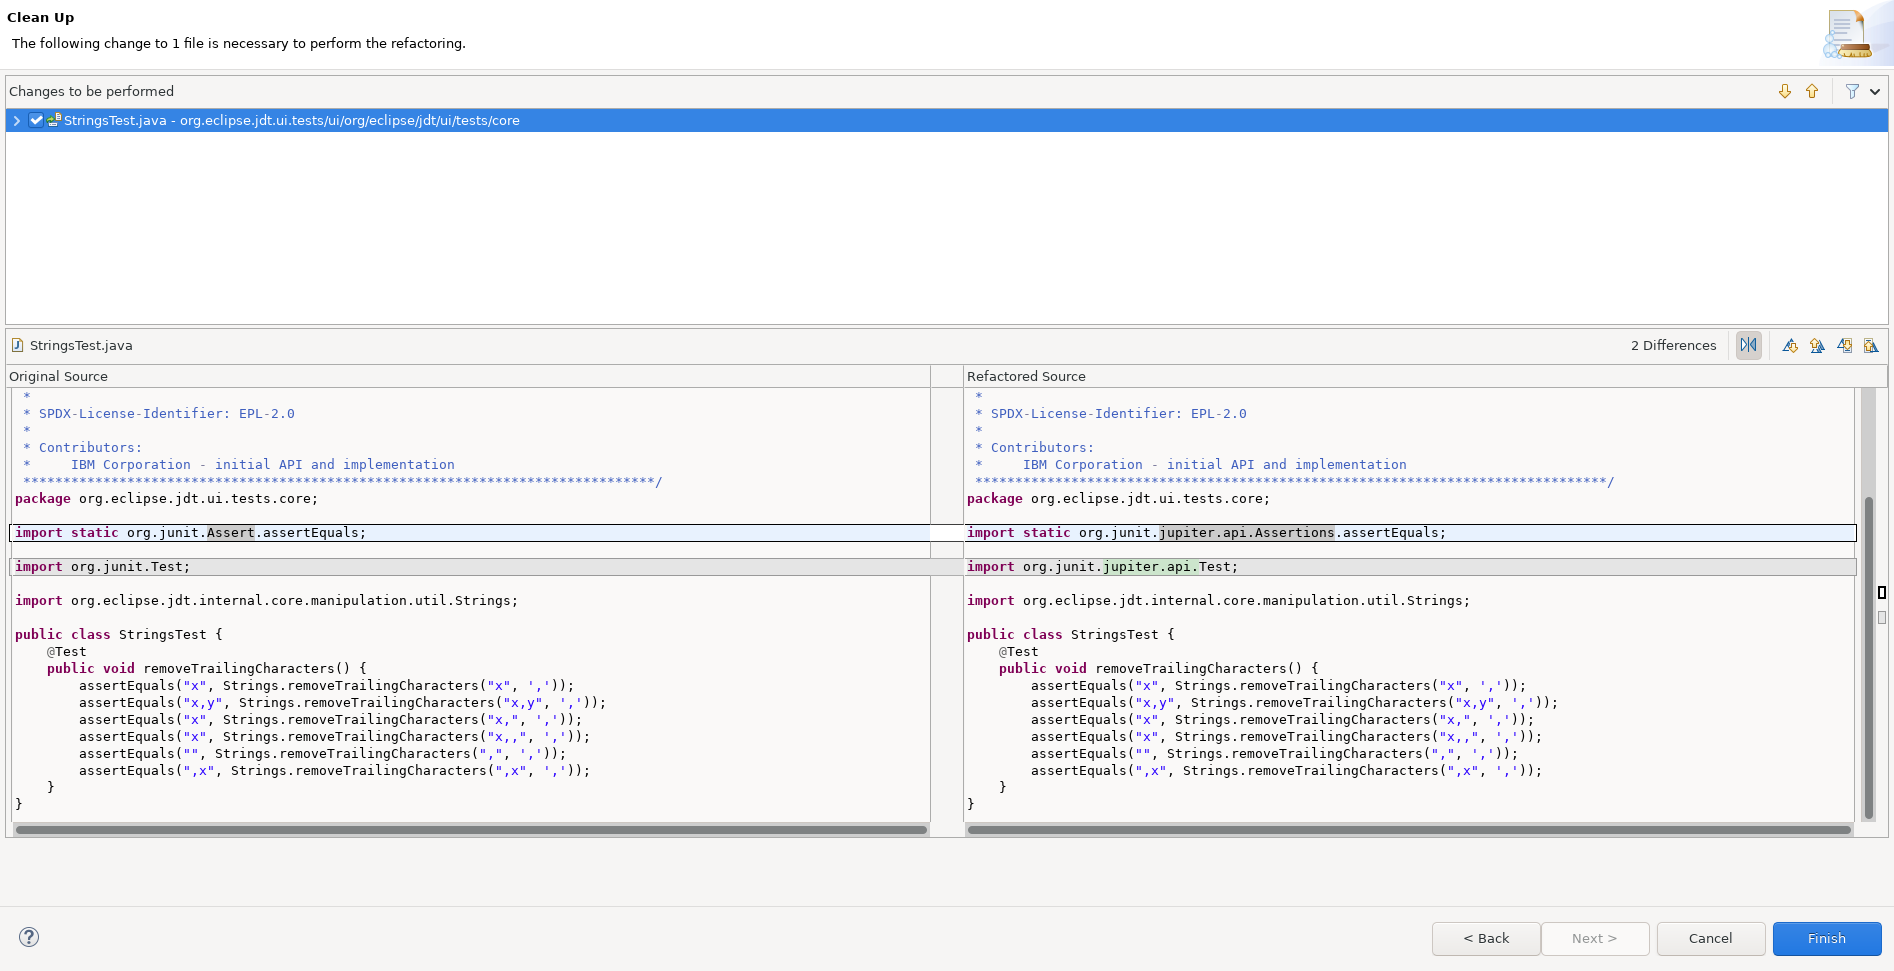 Clean Up
The following change to 1 file is necessary to perform the refactoring.
Changes to be performed
StringsTest.java - org.eclipse.jdt.ui.tests/ui/org/eclipse/jdt/ui/tests/core
StringsTest.java
2 Differences
Original Source
 *
 * SPDX-License-Identifier: EPL-2.0
 *
 * Contributors:
 *     IBM Corporation - initial API and implementation
 *******************************************************************************/
package org.eclipse.jdt.ui.tests.core;
import static org.junit.Assert.assertEquals;
import org.junit.Test;
import org.eclipse.jdt.internal.core.manipulation.util.Strings;
public class StringsTest {
    @Test
    public void removeTrailingCharacters() {
        assertEquals("x", Strings.removeTrailingCharacters("x", ','));
        assertEquals("x,y", Strings.removeTrailingCharacters("x,y", ','));
        assertEquals("x", Strings.removeTrailingCharacters("x,", ','));
        assertEquals("x", Strings.removeTrailingCharacters("x,,", ','));
        assertEquals("", Strings.removeTrailingCharacters(",", ','));
        assertEquals(",x", Strings.removeTrailingCharacters(",x", ','));
    }
}
Refactored Source
 *
 * SPDX-License-Identifier: EPL-2.0
 *
 * Contributors:
 *     IBM Corporation - initial API and implementation
 *******************************************************************************/
package org.eclipse.jdt.ui.tests.core;
import static org.junit.jupiter.api.Assertions.assertEquals;
import org.junit.jupiter.api.Test;
import org.eclipse.jdt.internal.core.manipulation.util.Strings;
public class StringsTest {
    @Test
    public void removeTrailingCharacters() {
        assertEquals("x", Strings.removeTrailingCharacters("x", ','));
        assertEquals("x,y", Strings.removeTrailingCharacters("x,y", ','));
        assertEquals("x", Strings.removeTrailingCharacters("x,", ','));
        assertEquals("x", Strings.removeTrailingCharacters("x,,", ','));
        assertEquals("", Strings.removeTrailingCharacters(",", ','));
        assertEquals(",x", Strings.removeTrailingCharacters(",x", ','));
    }
}
< Back
Next >
Cancel
Finish